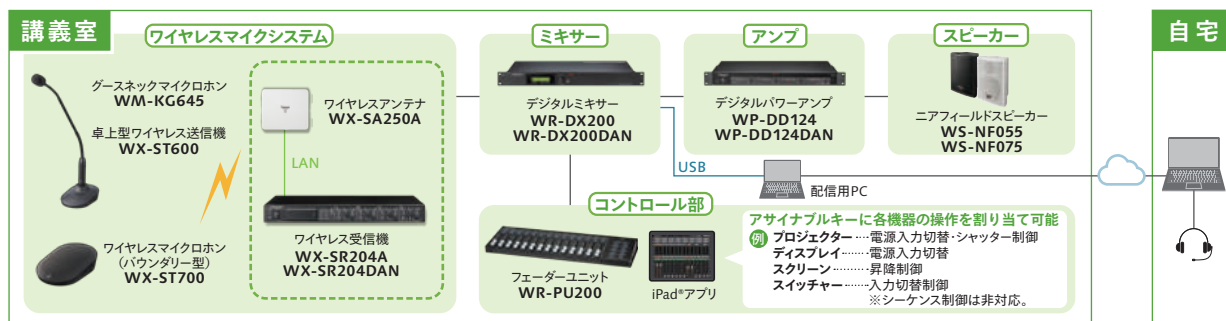 講義室
ワイヤレスマイクシステム
グースネックマイクロホン
WM-KG645
卓上型ワイヤレス送信機
WX-ST600
ワイヤレスマイクロホン
(バウンダリー型)
WX-ST700
ワイヤレスアンテナ
WX-SA250A
LAN
ワイヤレス受信機
WX-SR204A
WX-SR204DAN
ミキサー
デジタルミキサー
WR-DX200
WR-DX200DAN
アンプ
デジタルパワーアンプ
WP-DD124
WP-DD124DAN
スピーカー
ニアフィールドスピーカー
WS-NF055
WS-NF075
USB
配信用PC
コントロール部
フェーダーユニット
WR-PU200
iPad®アプリ
アサイナブルキーに各機器の操作を割り当て可能
例 プロジェクター‥‥電源入力切替・シャッター制御
ディスプレイ‥‥‥電源入力切替
スクリーン‥‥‥‥昇降制御
スイッチャー‥‥‥入力切替制御
※シーケンス制御は非対応。
自宅